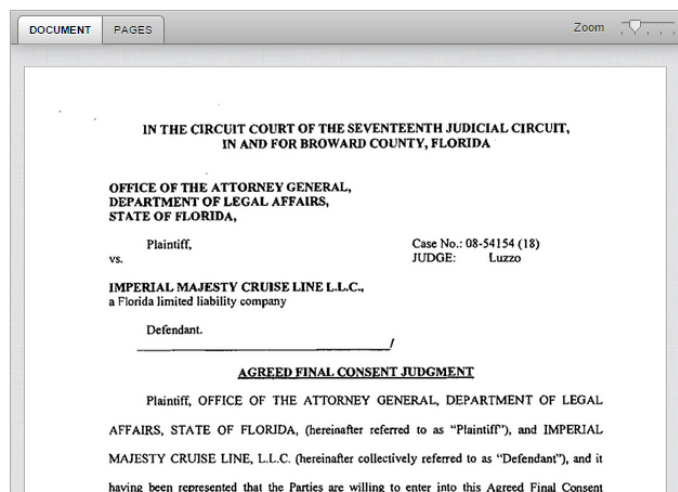 DOCUMENT PAGES Zoom
IN THE CIRCUIT COURT OF THE SEVENTEENTH JUDICIAL CIRCUIT,
IN AND FOR BROWARD COUNTY, FLORIDA
OFFICE OF THE ATTORNEY GENERAL,
DEPARTMENT OF LEGAL AFFAIRS,
STATE OF FLORIDA,
Plaintiff, Case No.: 08-54154 (18)
vs. JUDGE: Luzzo
IMPERIAL MAJESTY CRUISE LINE L.L.C.,
a Florida limited liability company
Defendant.
/
AGREED FINAL CONSENT JUDGMENT
Plaintiff, OFFICE OF THE ATTORNEY GENERAL, DEPARTMENT OF LEGAL
AFFAIRS, STATE OF FLORIDA, (hereinafter referred to as “Plaintiff”), and IMPERIAL
MAJESTY CRUISE LINE, L.L.C. (hereinafter collectively referred to as “Defendant”), and it
having been represented that the Parties are willing to enter into this Agreed Final Consent